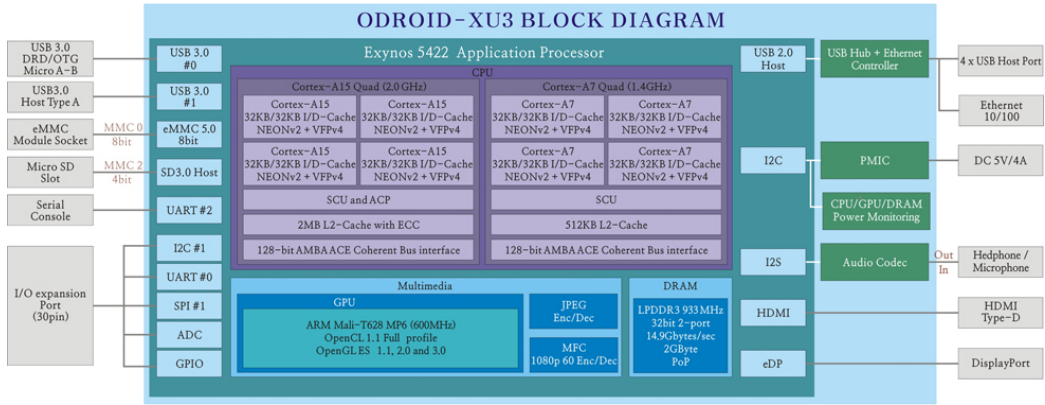 ODROID-XU3 BLOCK DIAGRAM
USB 3.0
DRD/OTG
Micro A-B
USB3.0
Host Type A
eMMC
Module Socket
Micro SD
Slot
Serial
Console
I/O expansion
Port
(30pin)
MMC 0
8bit
MMC 2
4bit
Exynos 5422 Application Processor
USB 3.0
#0
USB 3.0
#1
eMMC 5.0
8bit
SD3.0 Host
UART #2
I2C #1
UART #0
SPI #1
ADC
GPIO
CPU
Cortex-A15 Quad (2.0 GHz)
Cortex-A15
32KB/32KB I/D-Cache
NEONv2 + VFPv4
Cortex-A15
32KB/32KB I/D-Cache
NEONv2 + VFPv4
Cortex-A15
32KB/32KB I/D-Cache
NEONv2 + VFPv4
Cortex-A15
32KB/32KB I/D-Cache
NEONv2 + VFPv4
SCU and ACP
2MB L2-Cache with ECC
128-bit AMBA ACE Coherent Bus interface
Cortex-A7 Quad (1.4GHz)
Cortex-A7
32KB/32KB I/D-Cache
NEONv2 + VFPv4
Cortex-A7
32KB/32KB I/D-Cache
NEONv2 + VFPv4
Cortex-A7
32KB/32KB I/D-Cache
NEONv2 + VFPv4
Cortex-A7
32KB/32KB I/D-Cache
NEONv2 + VFPv4
SCU
512KB L2-Cache
128-bit AMBA ACE Coherent Bus interface
Multimedia
GPU
ARM Mali-T628 MP6 (600MHz)
OpenCL 1.1 Full profile
OpenGL ES 1.1, 2.0 and 3.0
JPEG
Enc/Dec
MFC
1080p 60 Enc/Dec
DRAM
LPDDR3 933MHz
32bit 2-port
14.9Gbytes/sec
2GByte
PoP
USB 2.0
Host
I2C
I2S
HDMI
eDP
USB Hub + Ethernet
Controller
PMIC
CPU/GPU/DRAM
Power Monitoring
Audio Codec
Out
In
4 x USB Host Port
Ethernet
10/100
DC 5V/4A
Hedphone /
Microphone
HDMI
Type-D
DisplayPort